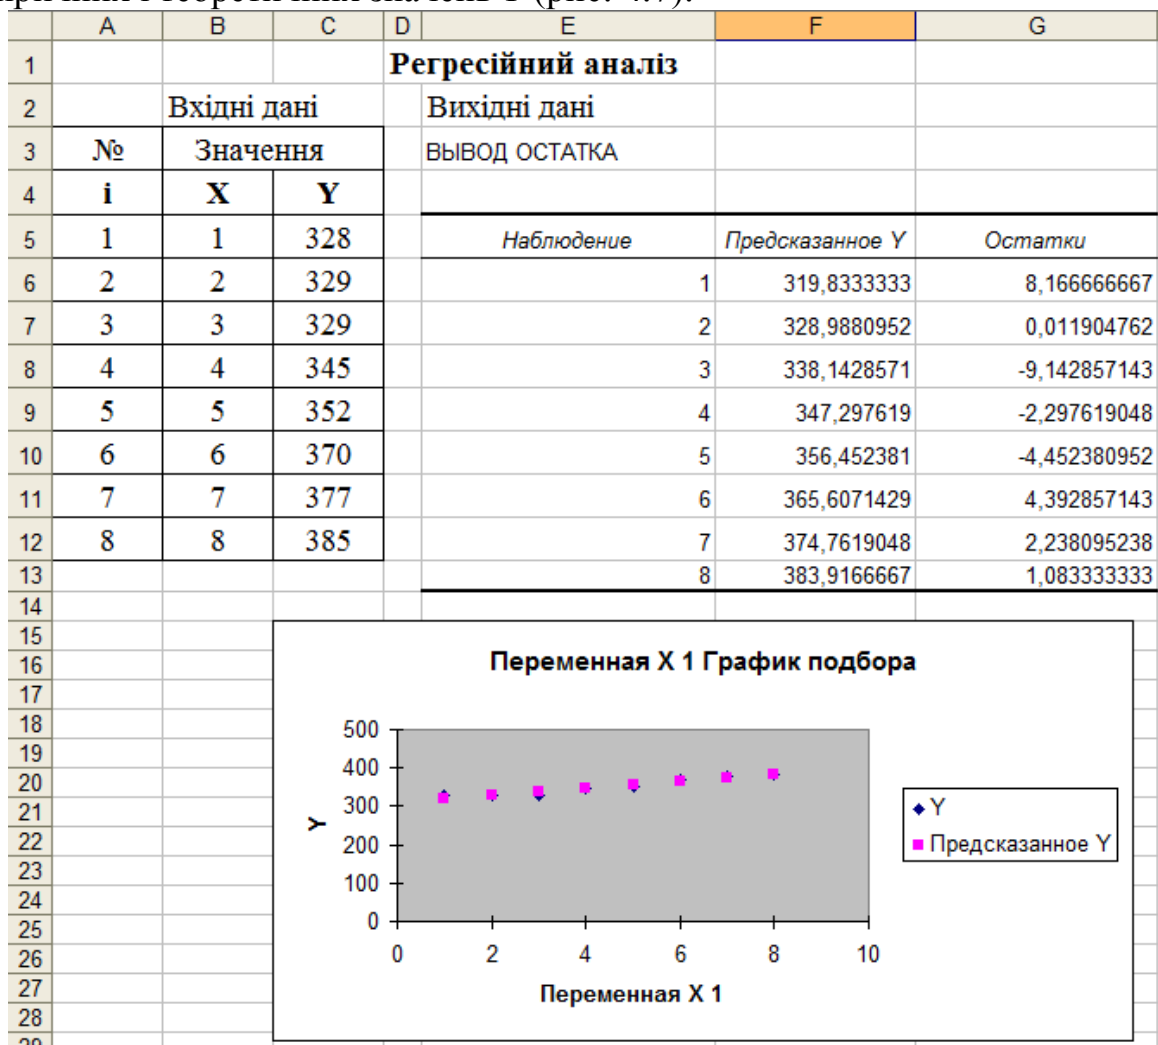 значень Y (рис. 4.7).
A B C D E F G
1 Регресійний аналіз
2 Вхідні дані Вихідні дані
3 № Значення ВЫВОД ОСТАТКА
4 i X Y
5 1 1 328 Наблюдение Предсказанное Y Остатки
6 2 2 329 1 319,8333333 8,166666667
7 3 3 329 2 328,9880952 0,011904762
8 4 4 345 3 338,1428571 -9,142857143
9 5 5 352 4 347,297619 -2,297619048
10 6 6 370 5 356,452381 -4,452380952
11 7 7 377 6 365,6071429 4,392857143
12 8 8 385 7 374,7619048 2,238095238
13 8 383,9166667 1,083333333
14
15
16
17
18
19
20
21
22
23
24
25
26
27
28
29
Переменная X 1 График подбора
500
400
300
200
100
0
Y
0 2 4 6 8 10
Переменная X 1
Y
Предсказанное Y